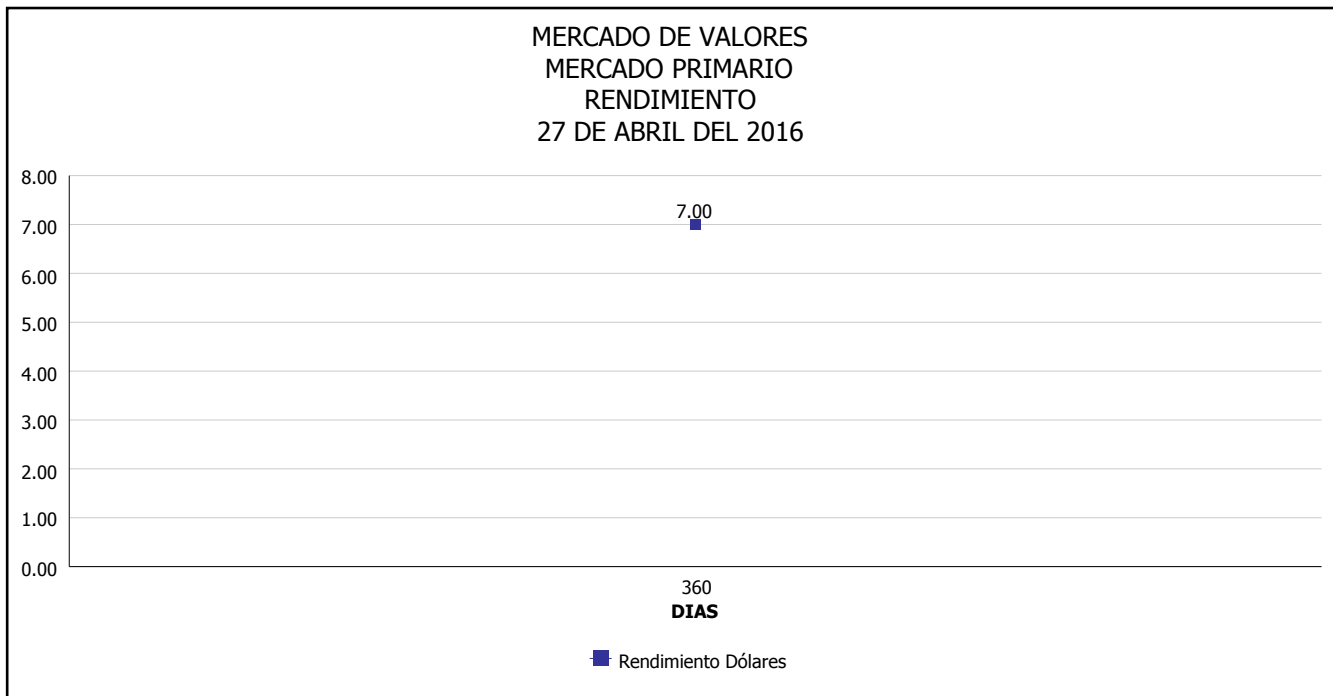 MERCADO DE VALORES
MERCADO PRIMARIO
RENDIMIENTO
27 DE ABRIL DEL 2016
8.00
7.00
7.00
6.00
5.00
4.00
3.00
2.00
1.00
0.00
360
DIAS
Rendimiento Dólares